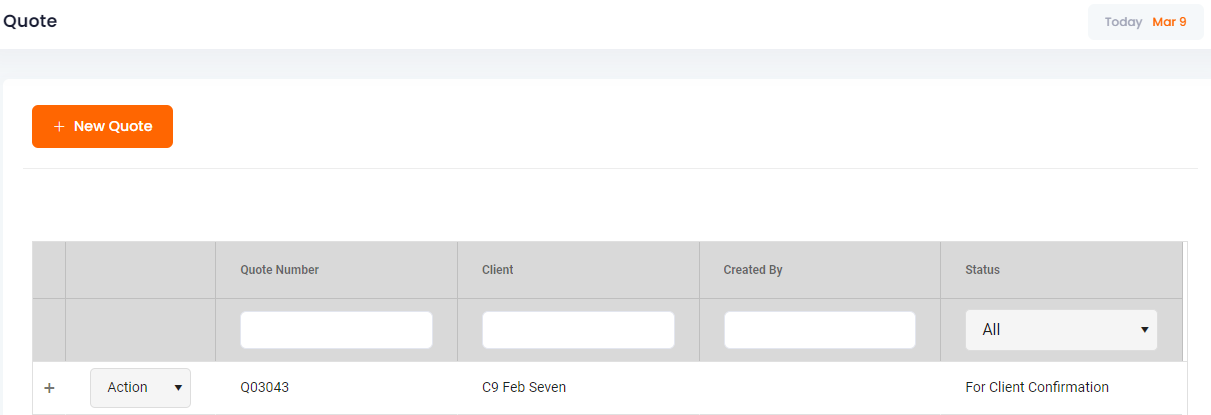 Quote
Today Mar 9
+ New Quote
Quote Number Client Created By Status
All
+ Action Q03043 C9 Feb Seven For Client Confirmation